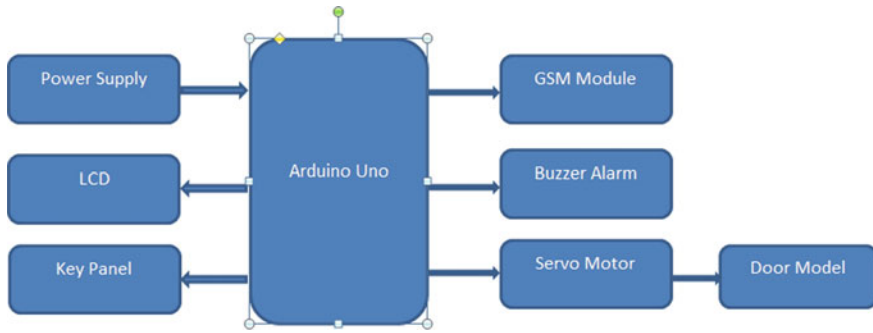 Power Supply
LCD
Key Panel
Arduino Uno
GSM Module
Buzzer Alarm
Servo Motor
Door Model